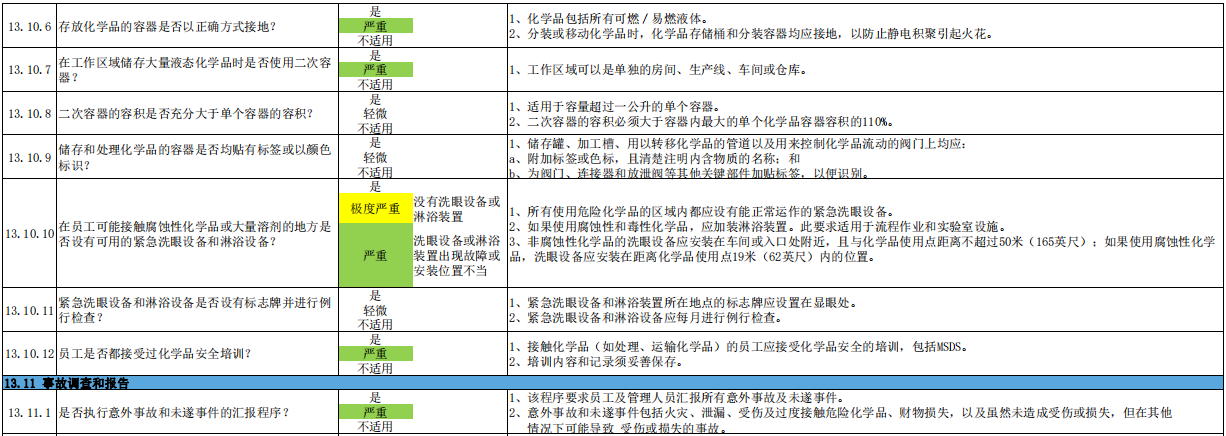 13.10.6 存放化学品的容器是否以正确方式接地？
是
严重
不适用
1、化学品包括所有可燃／易燃液体。
2、分装或移动化学品时，化学品存储桶和分装容器均应接地，以防止静电积聚引起火花。
13.10.7 在工作区域储存大量液态化学品时是否使用二次容
器？
是
严重
不适用
1、工作区域可以是单独的房间、生产线、车间或仓库。
13.10.8 二次容器的容积是否充分大于单个容器的容积？
是
轻微
不适用
1、适用于容量超过一公升的单个容器。
2、二次容器的容积必须大于容器内最大的单个化学品容器容积的110%。
13.10.9 储存和处理化学品的容器是否均贴有标签或以颜色
标识？
是
轻微
不适用
1、储存罐、加工槽、用以转移化学品的管道以及用来控制化学品流动的阀门上均应：
a、附加标签或色标，且清楚注明内含物质的名称；和
b、为阀门、连接器和放泄阀等其他关键部件加贴标签，以便识别。
13.10.10 在员工可能接触腐蚀性化学品或大量溶剂的地方是
否设有可用的紧急洗眼设备和淋浴设备？
是
极度严重 没有洗眼设备或
淋浴装置
严重 洗眼设备或淋浴
装置出现故障或
安装位置不当
1、所有使用危险化学品的区域内都应设有能正常运作的紧急洗眼设备。
2、如果使用腐蚀性和毒性化学品，应加装淋浴装置。此要求适用于流程作业和实验室设施。
3、非腐蚀性化学品的洗眼设备应安装在车间或入口处附近，且与化学品使用点距离不超过50米（165英尺）；如果使用腐蚀性化学
品，洗眼设备应安装在距离化学品使用点19米（62英尺）内的位置。
13.10.11 紧急洗眼设备和淋浴设备是否设有标志牌并进行例
行检查？
是
轻微
不适用
1、紧急洗眼设备和淋浴装置所在地点的标志牌应设置在显眼处。
2、紧急洗眼设备和淋浴设备应每月进行例行检查。
13.10.12 员工是否都接受过化学品安全培训？
是
严重
不适用
1、接触化学品（如处理、运输化学品）的员工应接受化学品安全的培训，包括MSDS。
2、培训内容和记录须妥善保存。
13.11 事故调查和报告
13.11.1 是否执行意外事故和未遂事件的汇报程序？
是
严重
不适用
1、该程序要求员工及管理人员汇报所有意外事故及未遂事件。
2、意外事故和未遂事件包括火灾、泄漏、受伤及过度接触危险化学品、财物损失，以及虽然未造成受伤或损失，但在其他
情况下可能导致 受伤或损失的事故。